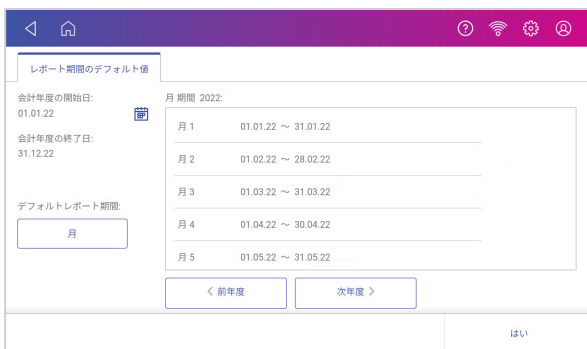 レポート期間のデフォルト値
会計年度の開始日:
01.01.22
会計年度の終了日:
31.12.22
デフォルトレポート期間:
月
月 期間 2022:
月 1 01.01.22 ～ 31.01.22
月 2 01.02.22 ～ 28.02.22
月 3 01.03.22 ～ 31.03.22
月 4 01.04.22 ～ 30.04.22
月 5 01.05.22 ～ 31.05.22
前年度
次年度
はい